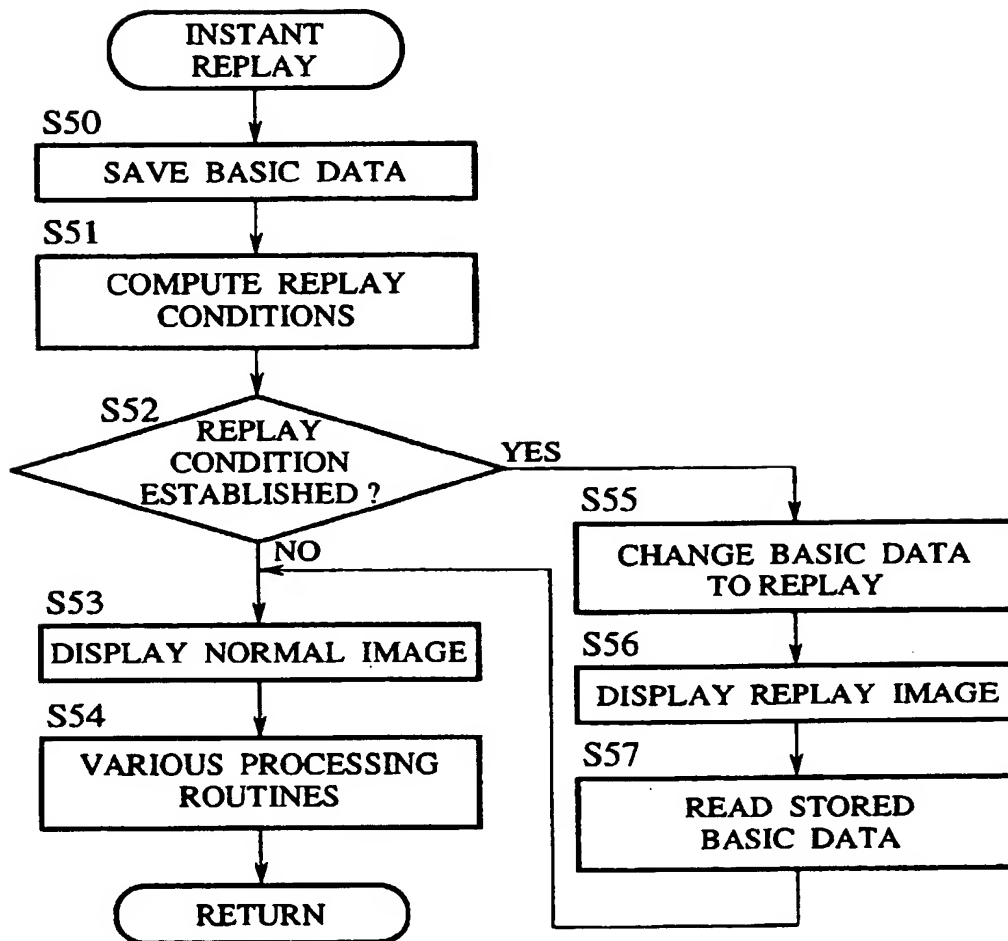 INSTANT
REPLAY
S50
SAVE BASIC DATA
S51
COMPUTE REPLAY
CONDITIONS
S52
REPLAY
CONDITION
ESTABLISHED ?
YES
NO
S53
DISPLAY NORMAL IMAGE
S54
VARIOUS PROCESSING
ROUTINES
RETURN
S55
CHANGE BASIC DATA
TO REPLAY
S56
DISPLAY REPLAY IMAGE
S57
READ STORED
BASIC DATA